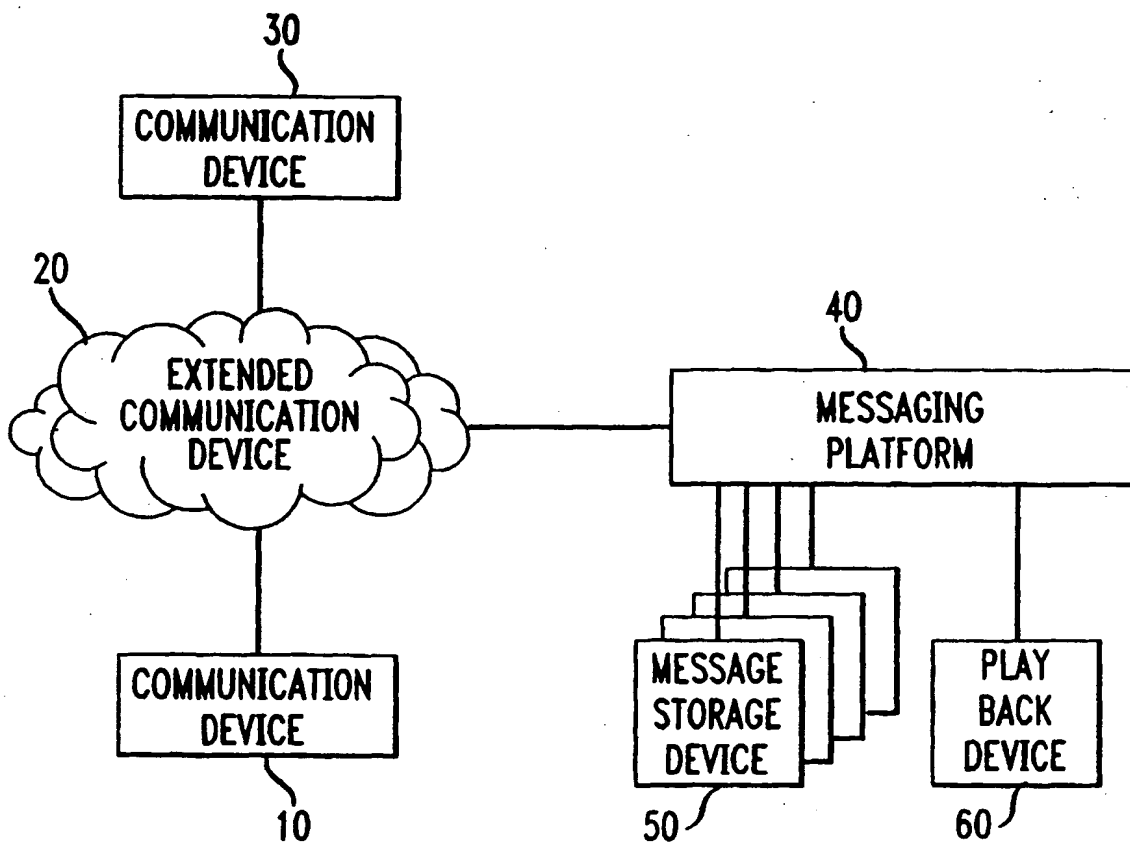 30
COMMUNICATION
DEVICE
20
EXTENDED
COMMUNICATION
DEVICE
40
MESSAGING
PLATFORM
COMMUNICATION
DEVICE
10
MESSAGE
STORAGE
DEVICE
50
PLAY
BACK
DEVICE
60